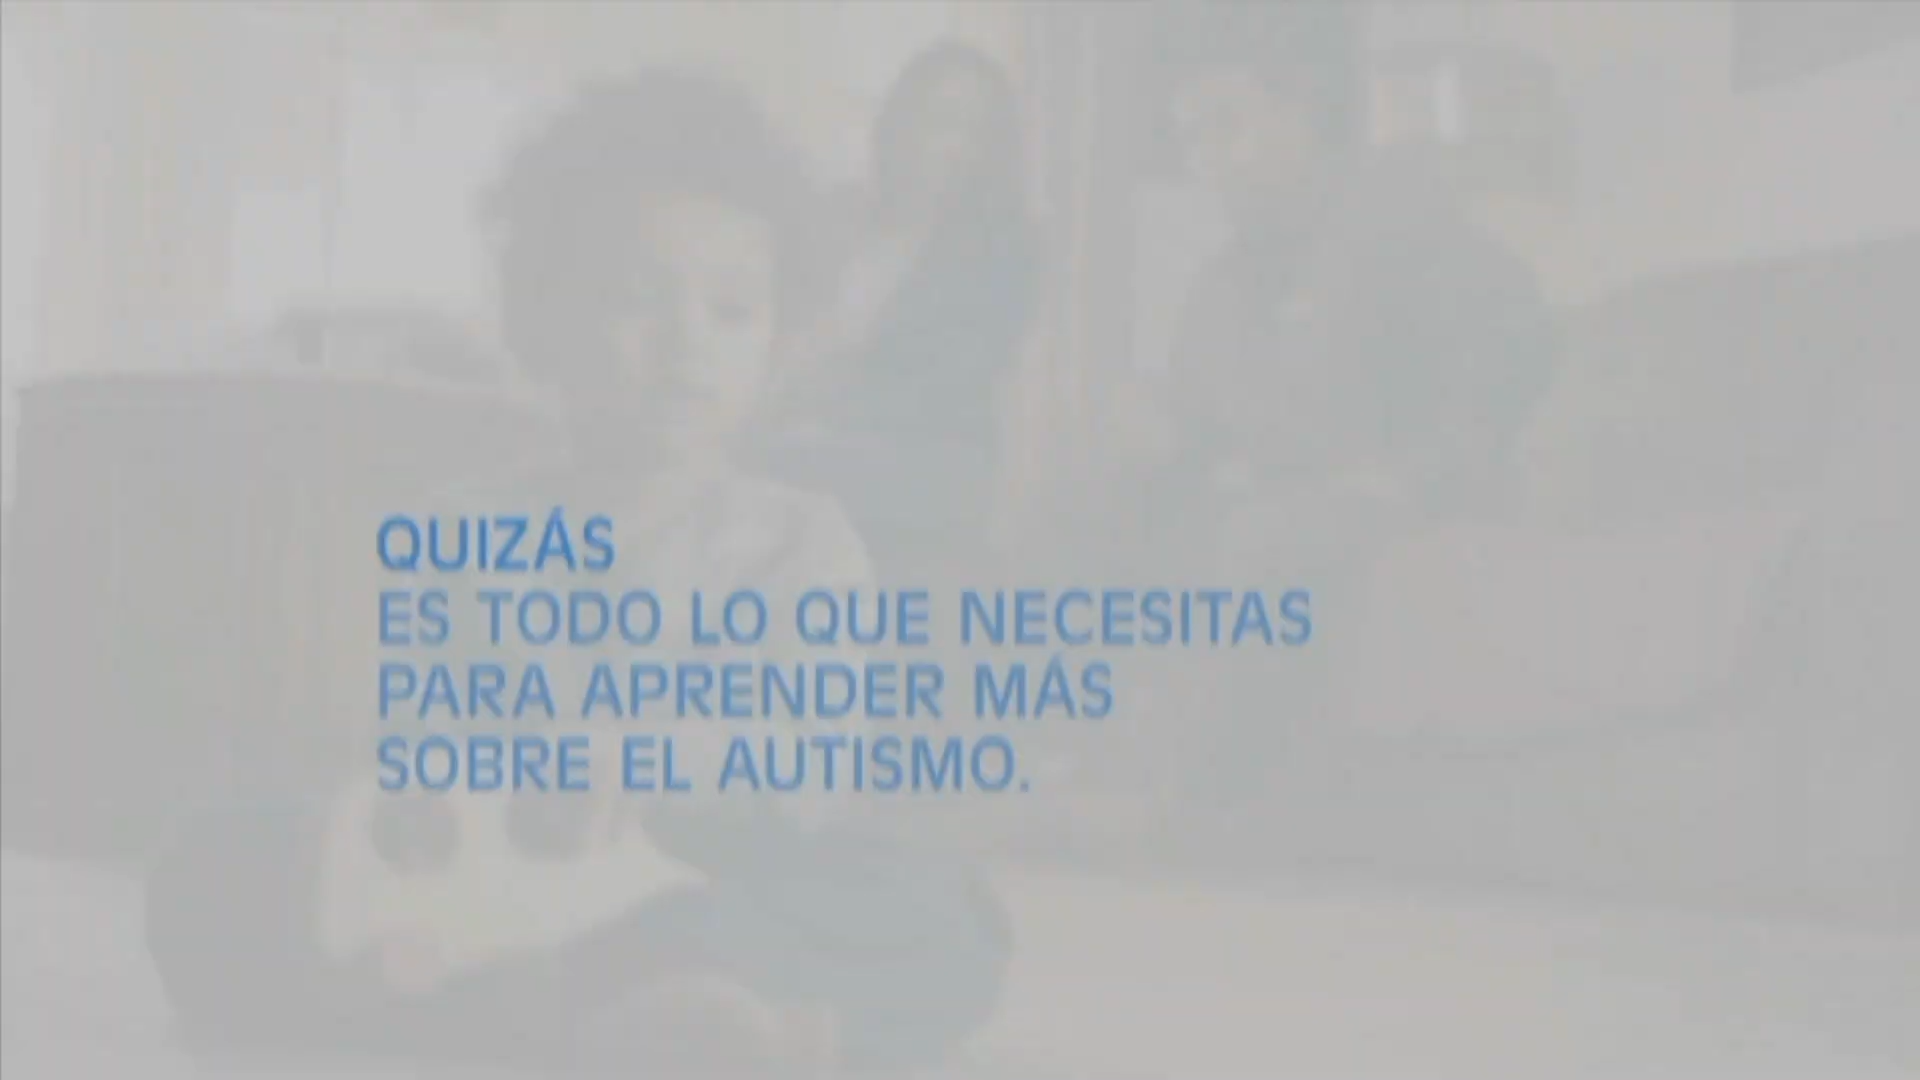 QUIZÁS
ES TODO LO QUE NECESITAS
PARA APRENDER MÁS
SOBRE EL AUTISMO.